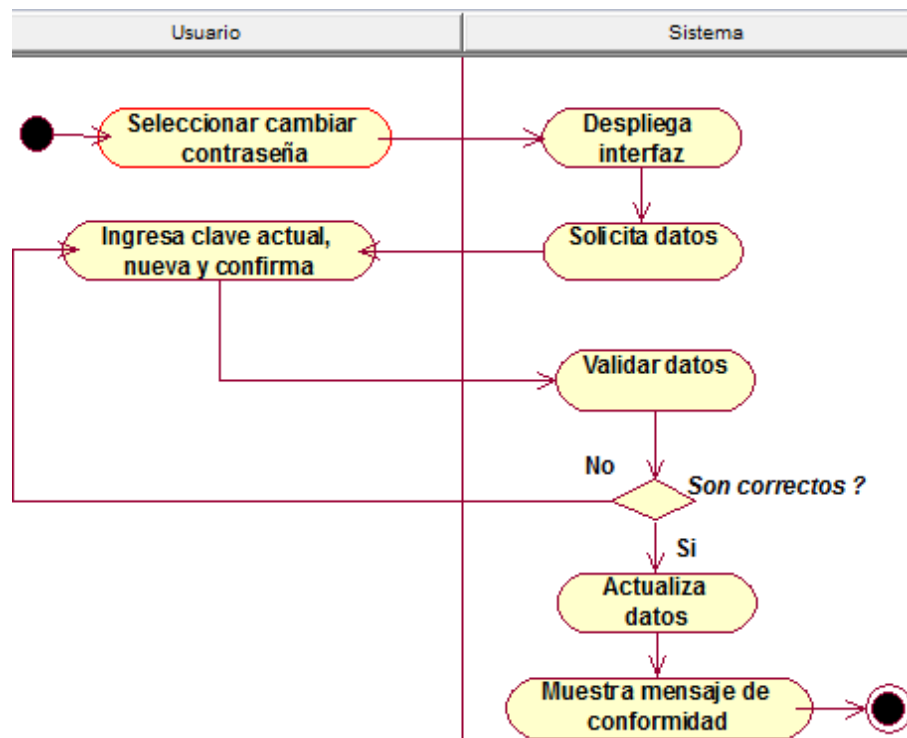 Usuario
Sistema
Seleccionar cambiar
contraseña
Despliega
interfaz
Ingresa clave actual,
nueva y confirma
Solicita datos
Validar datos
No
Son correctos ?
Si
Actualiza
datos
Muestra mensaje de
conformidad